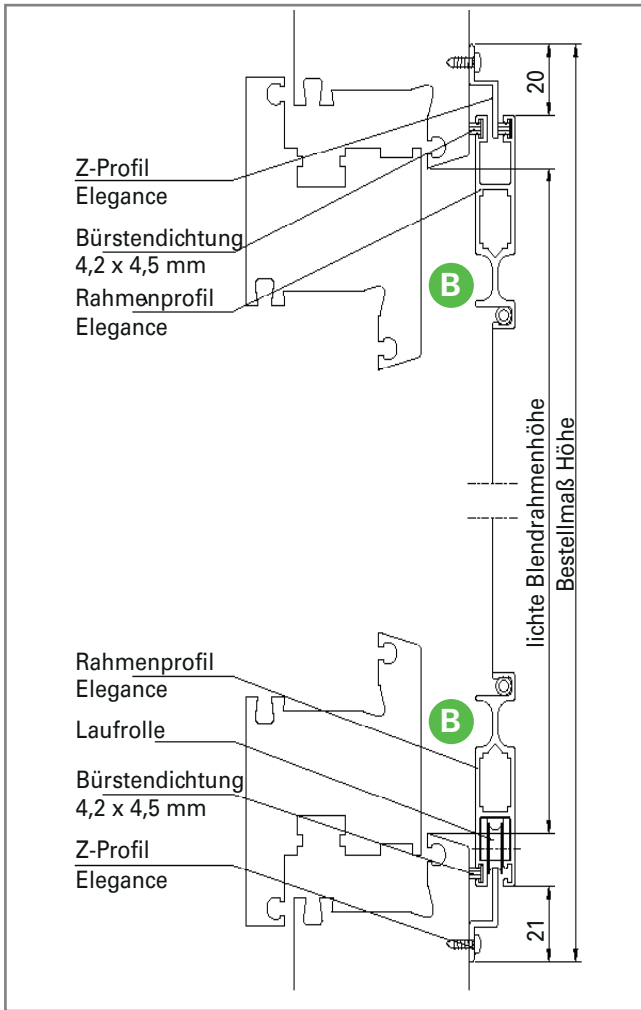 20
Z-Profil
Elegance
Bürstendichtung
4,2 x 4,5 mm
Rahmenprofil
Elegance
B
lichte Blendrahmenhöhe
Bestellmaß Höhe
Rahmenprofil
Elegance
B
Laufrolle
Bürstendichtung
4,2 x 4,5 mm
Z-Profil
Elegance
21